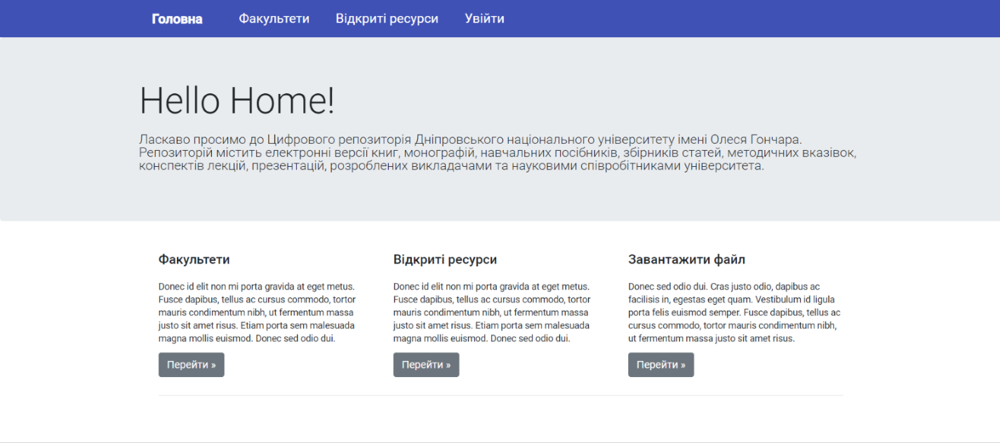 Головна Факультети Відкриті ресурси Увійти
Hello Home!
Ласкаво просимо до Цифрового репозиторія Дніпровського національного університету імені Олеся Гончара.
Репозиторій містить електронні версії книг, монографій, навчальних посібників, збірників статей, методичних вказівок,
конспектів лекцій, презентацій, розроблених викладачами та науковими співробітниками університета.
Факультети
Donec id elit non mi porta gravida at eget metus.
Fusce dapibus, tellus ac cursus commodo, tortor
mauris condimentum nibh, ut fermentum massa
justo sit amet risus. Etiam porta sem malesuada
magna mollis euismod. Donec sed odio dui.
Перейти »
Відкриті ресурси
Donec id elit non mi porta gravida at eget metus.
Fusce dapibus, tellus ac cursus commodo, tortor
mauris condimentum nibh, ut fermentum massa
justo sit amet risus. Etiam porta sem malesuada
magna mollis euismod. Donec sed odio dui.
Перейти »
Завантажити файл
Donec sed odio dui. Cras justo odio, dapibus ac
facilisis in, egestas eget quam. Vestibulum id ligula
porta felis euismod semper. Fusce dapibus, tellus ac
cursus commodo, tortor mauris condimentum nibh,
ut fermentum massa justo sit amet risus.
Перейти »